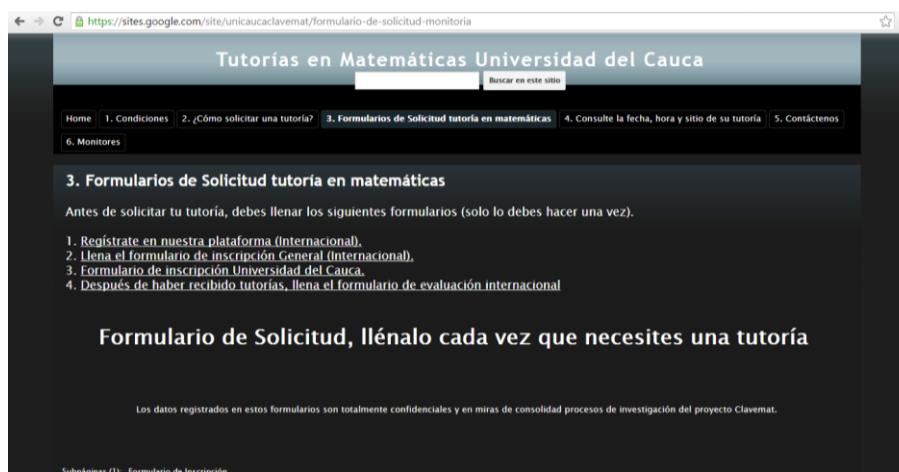 https://sites.google.com/site/unicaucaclavemat/formulario-de-solicitud-monitoria
Tutorías en Matemáticas Universidad del Cauca
Buscar en este sitio
Home 1. Condiciones 2. ¿Cómo solicitar una tutoría? 3. Formularios de Solicitud tutoría en matemáticas 4. Consulte la fecha, hora y sitio de su tutoría 5. Contáctenos
6. Monitores
3. Formularios de Solicitud tutoría en matemáticas
Antes de solicitar tu tutoría, debes llenar los siguientes formularios (solo lo debes hacer una vez).
1. Regístrate en nuestra plataforma (Internacional).
2. Llena el formulario de inscripción General (Internacional).
3. Formulario de inscripción Universidad del Cauca.
4. Después de haber recibido tutorías, llena el formulario de evaluación internacional
Formulario de Solicitud, llénalo cada vez que necesites una tutoría
Los datos registrados en estos formularios son totalmente confidenciales y en miras de consolidad procesos de investigación del proyecto Clavemat.
Subpáginas (1): Formulario de Inscripción